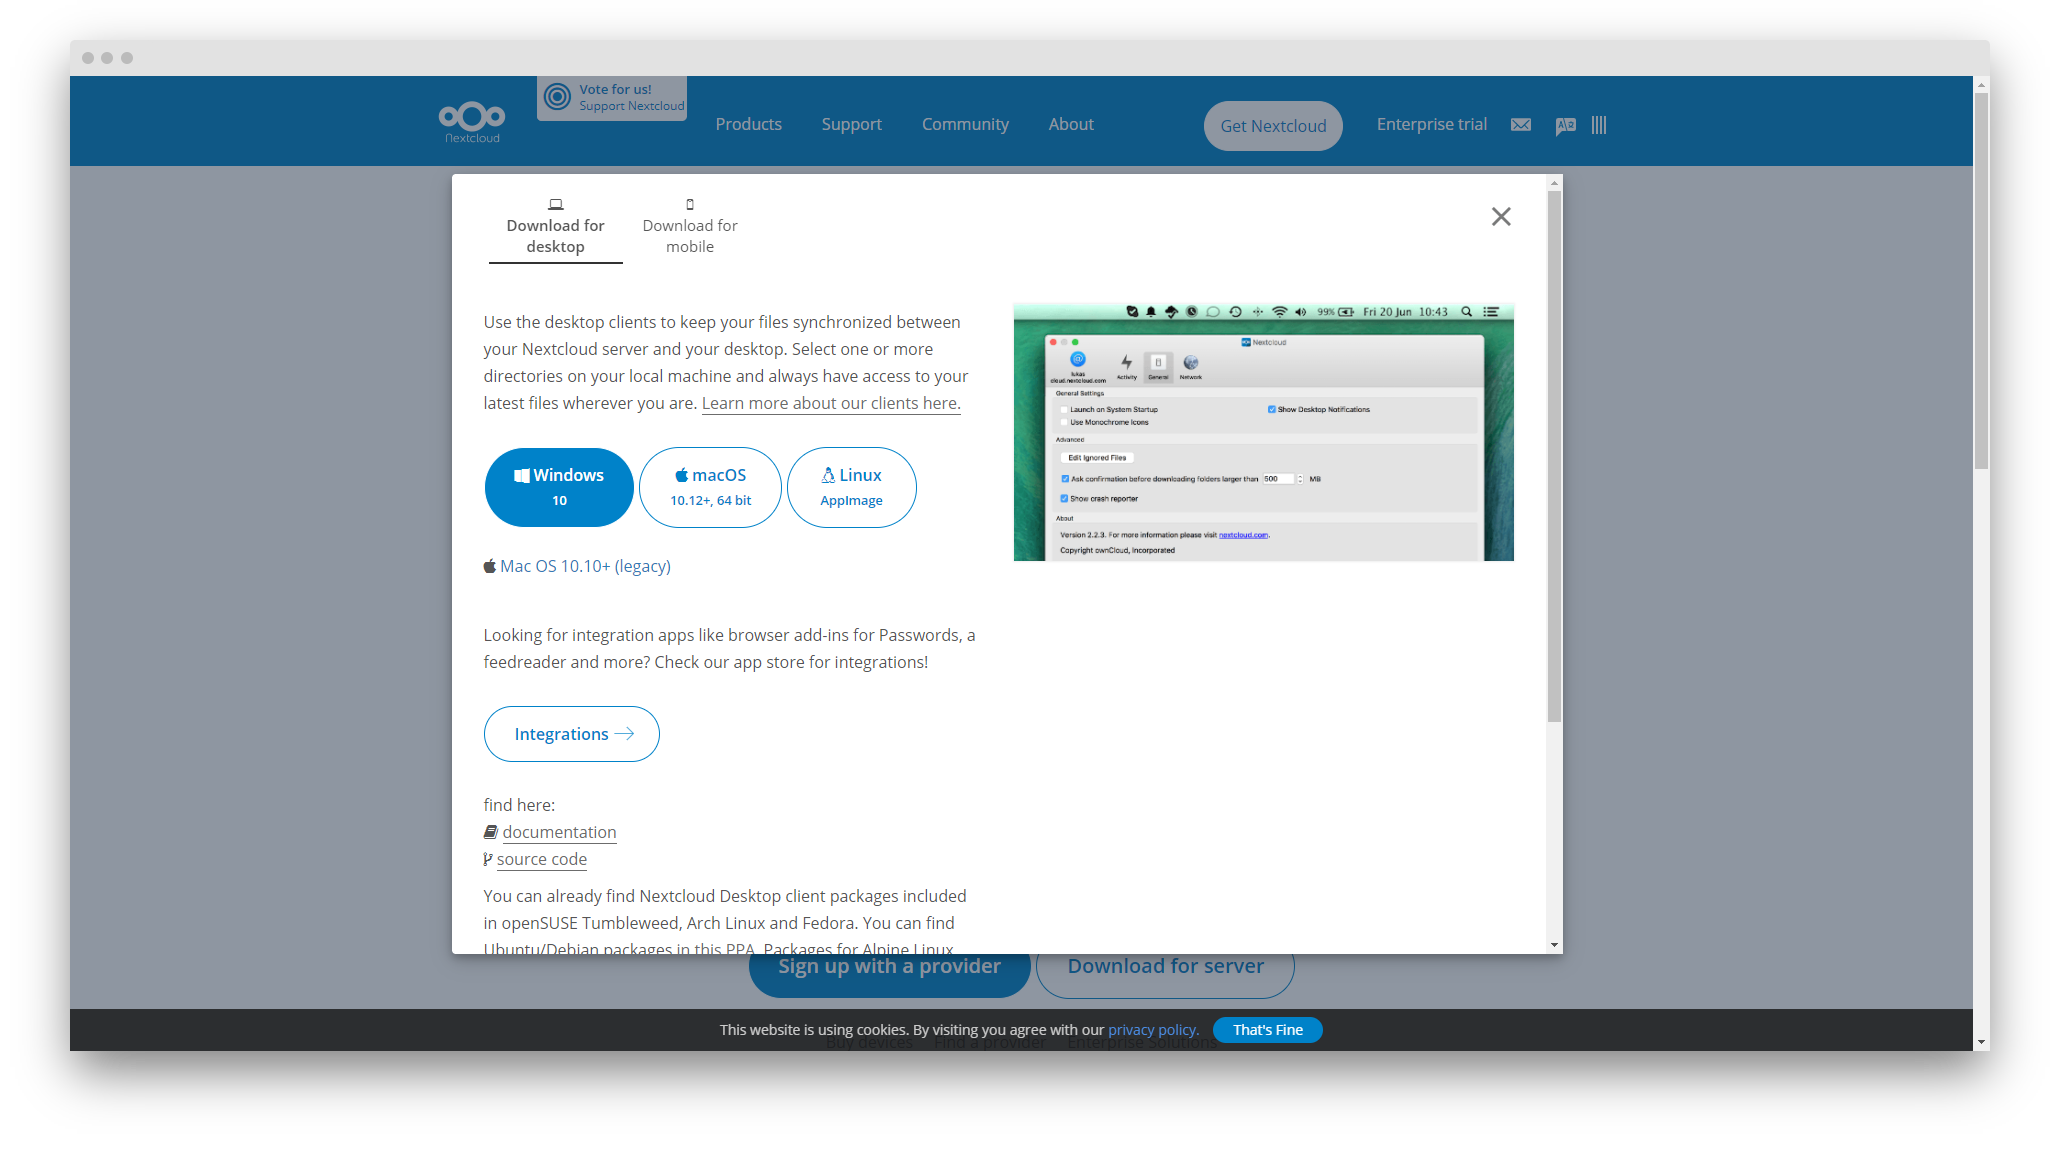 Nextcloud
Vote for us!
Support Nextcloud
Products
Support
Community
About
Get Nextcloud
Enterprise trial
Download for
desktop
Download for
mobile
Use the desktop clients to keep your files synchronized between
your Nextcloud server and your desktop. Select one or more
directories on your local machine and always have access to your
latest files wherever you are. Learn more about our clients here.
Windows
10
macOS
10.12+, 64 bit
Linux
AppImage
Mac OS 10.10+ (legacy)
99% Fri 20 Jun 10:43
Nextcloud
lukas
cloud.nextcloud.com
Activity
General
Network
General Settings
Launch on System Startup
Show Desktop Notifications
Use Monochrome Icons
Advanced
Edit Ignored Files
Ask confirmation before downloading folders larger than 500 MB
Show crash reporter
About
Version 2.2.3. For more information please visit nextcloud.com.
Copyright ownCloud, Incorporated
Looking for integration apps like browser add-ins for Passwords, a
feedreader and more? Check our app store for integrations!
Integrations
find here:
documentation
source code
You can already find Nextcloud Desktop client packages included
in openSUSE Tumbleweed, Arch Linux and Fedora. You can find
Ubuntu/Debian packages in this PPA. Packages for Alpine Linux
Sign up with a provider
Download for server
This website is using cookies. By visiting you agree with our privacy policy.
That's Fine
Buy devices
Find a provider
Enterprise Solutions